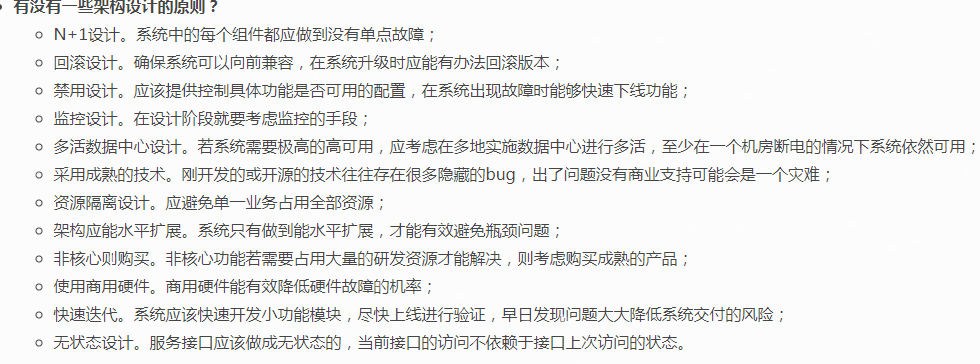 有没有一些架构设计的原则？
N+1设计。系统中的每个组件都应做到没有单点故障；
回滚设计。确保系统可以向前兼容，在系统升级时应能有办法回滚版本；
禁用设计。应该提供控制具体功能是否可用的配置，在系统出现故障时能够快速下线功能；
监控设计。在设计阶段就要考虑监控的手段；
多活数据中心设计。若系统需要极高的高可用，应考虑在多地实施数据中心进行多活，至少在一个机房断电的情况下系统依然可用；
采用成熟的技术。刚开发的或开源的技术往往存在很多隐藏的bug，出了问题没有商业支持可能会是一个灾难；
资源隔离设计。应避免单一业务占用全部资源；
架构应能水平扩展。系统只有做到能水平扩展，才能有效避免瓶颈问题；
非核心则购买。非核心功能若需要占用大量的研发资源才能解决，则考虑购买成熟的产品；
使用商用硬件。商用硬件能有效降低硬件故障的机率；
快速迭代。系统应该快速开发小功能模块，尽快上线进行验证，早日发现问题大大降低系统交付的风险；
无状态设计。服务接口应该做成无状态的，当前接口的访问不依赖于接口上次访问的状态。